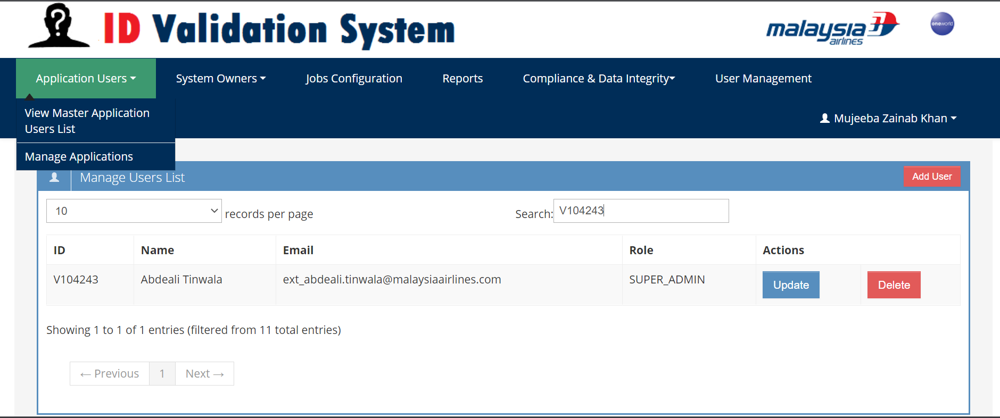 ?
ID Validation System
malaysia
airlines
oneworld
Application Users
System Owners
Jobs Configuration
Reports
Compliance & Data Integrity
User Management
View Master Application
Users List
Manage Applications
Mujeeba Zainab Khan
Manage Users List
Add User
10 records per page
Search: V104243
ID Name Email Role Actions
V104243 Abdeali Tinwala ext_abdeali.tinwala@malaysiaairlines.com SUPER_ADMIN Update Delete
Showing 1 to 1 of 1 entries (filtered from 11 total entries)
← Previous 1 Next →